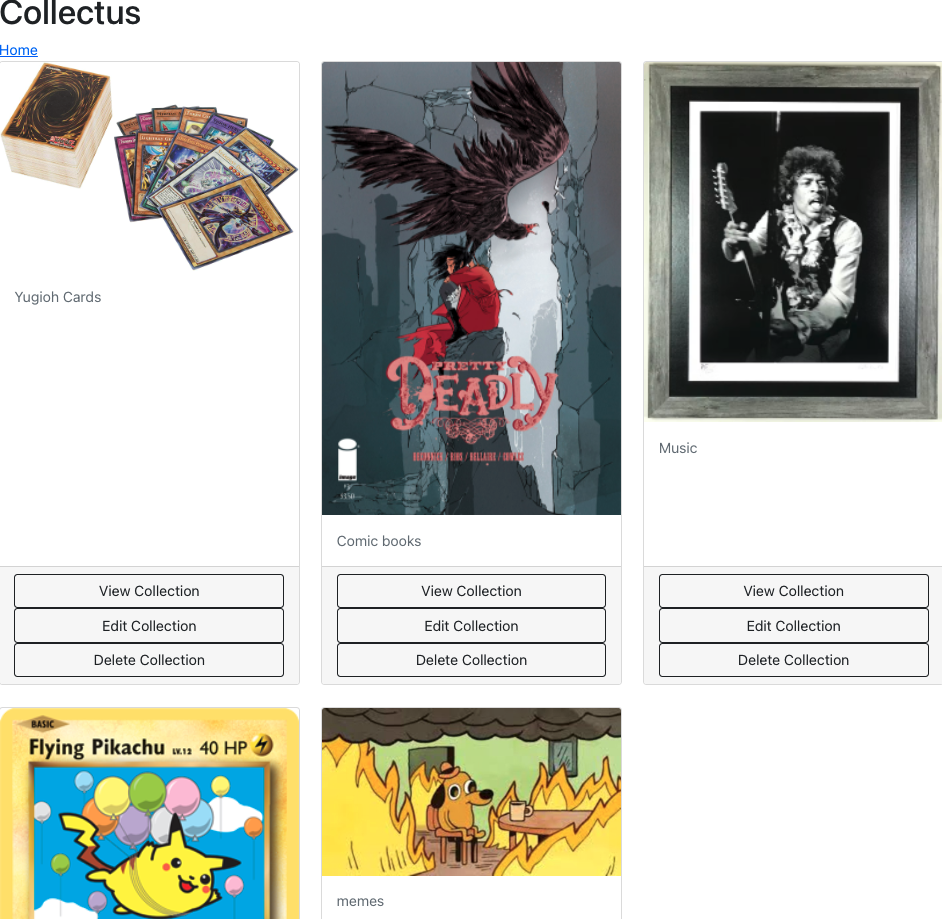 Collectus
Home
Yugioh Cards
PRETTY
DEADLY
image
Comic books
Music
View Collection
Edit Collection
Delete Collection
View Collection
Edit Collection
Delete Collection
View Collection
Edit Collection
Delete Collection
BASIC
Flying Pikachu LV.12 40 HP
memes